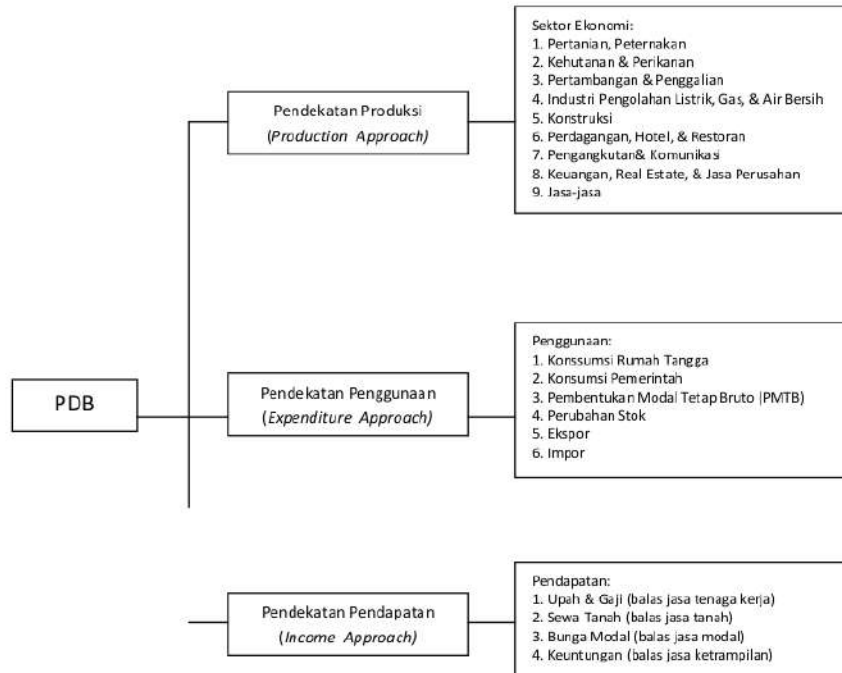 Sektor Ekonomi:
1. Pertanian, Peternakan
2. Kehutanan & Perikanan
3. Pertambangan & Penggalian
4. Industri Pengolahan Listrik, Gas, & Air Bersih
5. Konstruksi
6. Perdagangan, Hotel, & Restoran
7. Pengangkutan& Komunikasi
8. Keuangan, Real Estate, & Jasa Perusahan
9. Jasa-jasa
Pendekatan Produksi
(Production Approach)
PDB
Pendekatan Penggunaan
(Expenditure Approach)
Penggunaan:
1. Konssumsi Rumah Tangga
2. Konsumsi Pemerintah
3. Pembentukan Modal Tetap Bruto (PMTB)
4. Perubahan Stok
5. Ekspor
6. Impor
Pendekatan Pendapatan
(Income Approach)
Pendapatan:
1. Upah & Gaji (balas jasa tenaga kerja)
2. Sewa Tanah (balas jasa tanah)
3. Bunga Modal (balas jasa modal)
4. Keuntungan (balas jasa ketrampilan)